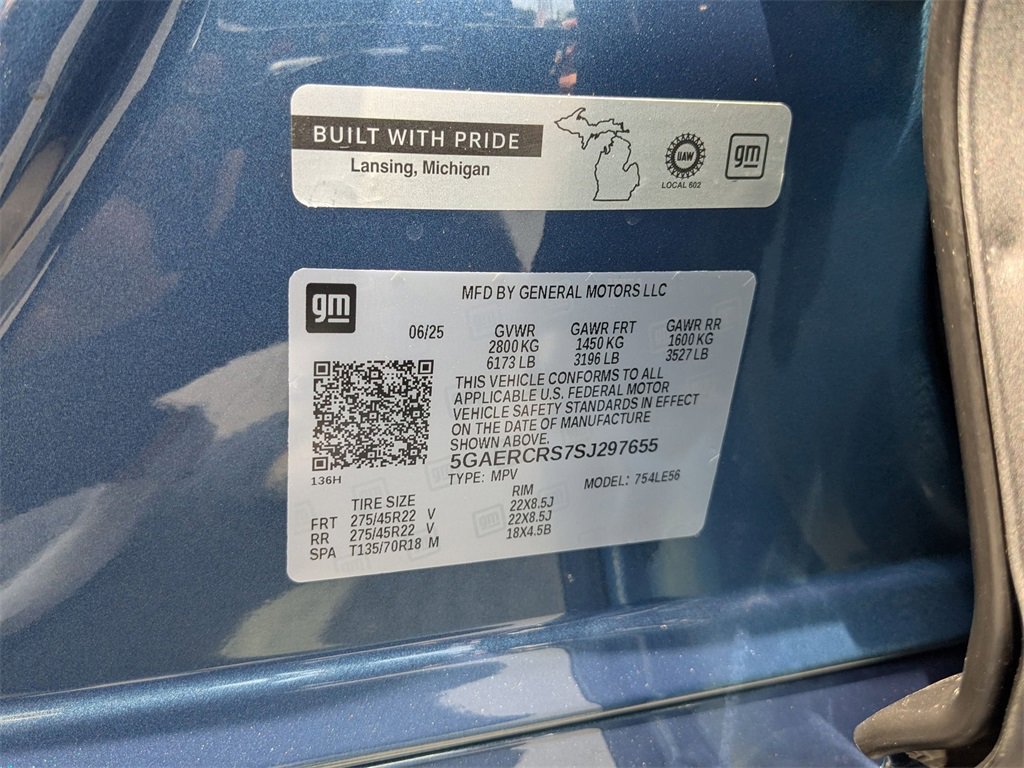 BUILT WITH PRIDE
Lansing, Michigan
UAW
LOCAL 602
gm
gm
MFD BY GENERAL MOTORS LLC
06/25 GVWR GAWR FRT GAWR RR
2800 KG 1450 KG 1600 KG
6173 LB 3196 LB 3527 LB
THIS VEHICLE CONFORMS TO ALL
APPLICABLE U.S. FEDERAL MOTOR
VEHICLE SAFETY STANDARDS IN EFFECT
ON THE DATE OF MANUFACTURE
SHOWN ABOVE.
5GAERCRS7SJ297655
136H
TYPE: MPV MODEL: 754LE56
TIRE SIZE RIM
FRT 275/45R22 V 22X8.5J
RR 275/45R22 V 22X8.5J
SPA T135/70R18 M 18X4.5B